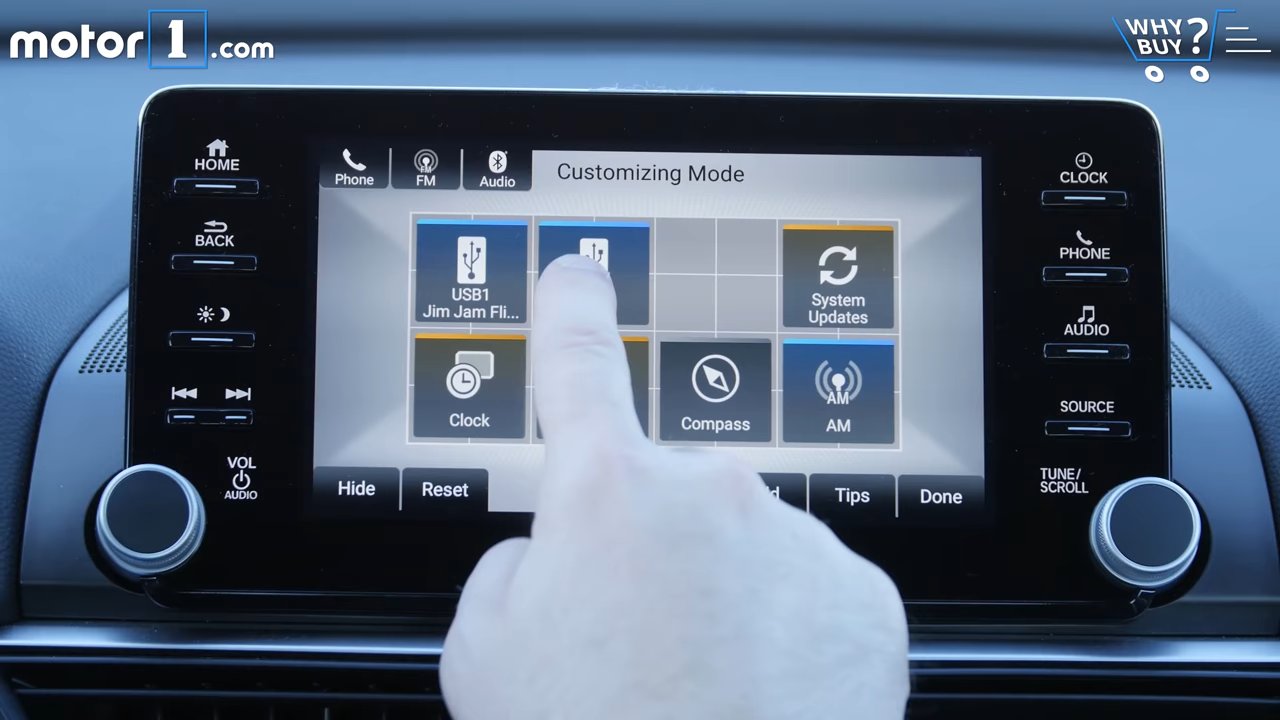 motor1.com
WHY
BUY?
HOME
BACK
VOL
AUDIO
Phone
FM
FM
Audio
Customizing Mode
USB1
Jim Jam Fli...
System
Updates
Clock
Compass
AM
AM
Hide
Reset
Tips
Done
CLOCK
PHONE
AUDIO
SOURCE
TUNE/
SCROLL